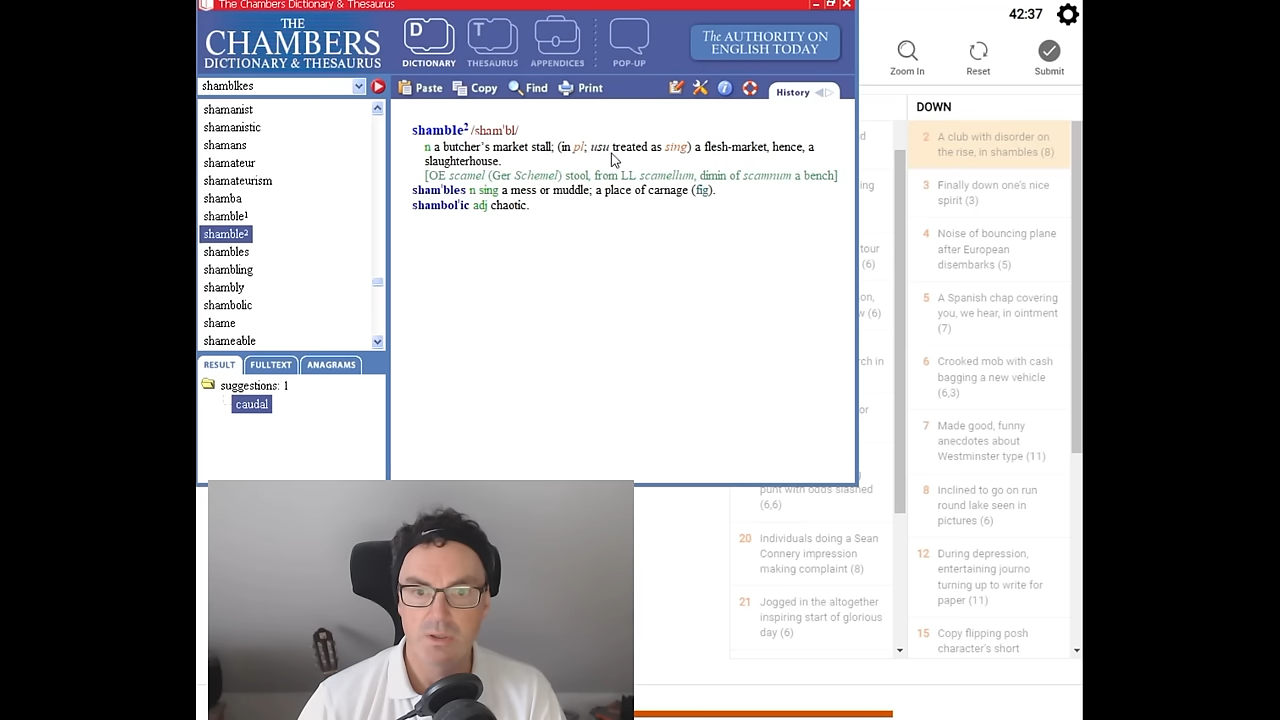 The Chambers Dictionary & Thesaurus
THE
CHAMBERS
DICTIONARY & THESAURUS
D
DICTIONARY
T
THESAURUS
APPENDICES
POP-UP
The AUTHORITY ON
ENGLISH TODAY
42:37
Zoom In
Reset
Submit
shamblkes
Paste
Copy
Find
Print
History
shamanist
shamanistic
shamans
shamateur
shamateurism
shamba
shamble1
shamble2
shambles
shambling
shambly
shambolic
shame
shameable
RESULT
FULLTEXT
ANAGRAMS
suggestions: 1
caudal
shamble2 /sham'bl/
n a butcher's market stall; (in pl; usu treated as sing) a flesh-market, hence, a
slaughterhouse.
[OE scamel (Ger Schemel) stool, from LL scamellum, dimin of scamnum a bench]
sham'bles n sing a mess or muddle; a place of carnage (fig).
shambol'ic adj chaotic.
d
ing
tour
(6)
on,
w (6)
rch in
or
punt with odds slashed
(6,6)
20 Individuals doing a Sean
Connery impression
making complaint (8)
21 Jogged in the altogether
inspiring start of glorious
day (6)
DOWN
2 A club with disorder on
the rise, in shambles (8)
3 Finally down one's nice
spirit (3)
4 Noise of bouncing plane
after European
disembarks (5)
5 A Spanish chap covering
you, we hear, in ointment
(7)
6 Crooked mob with cash
bagging a new vehicle
(6,3)
7 Made good, funny
anecdotes about
Westminster type (11)
8 Inclined to go on run
round lake seen in
pictures (6)
12 During depression,
entertaining journo
turning up to write for
paper (11)
15 Copy flipping posh
character's short